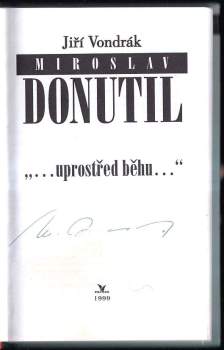 Jiří Vondrák
MIROSLAV
DONUTIL
„...uprostřed běhu...“
1999